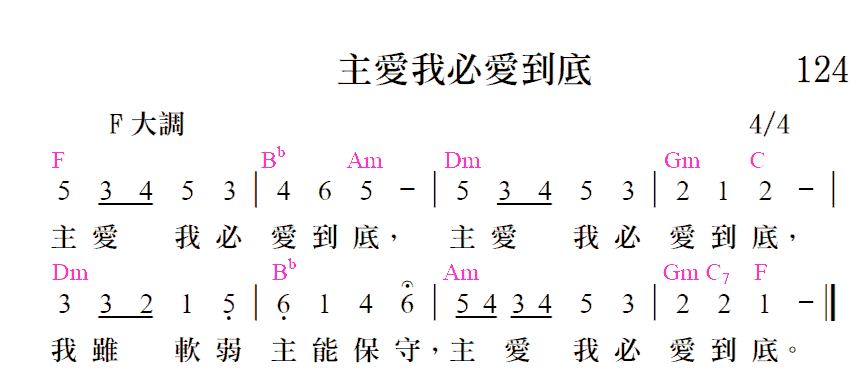 主愛我必愛到底 124
F 大調 4/4
F Bb Am Dm Gm C
5 3 4 5 3 | 4 6 5 － | 5 3 4 5 3 | 2 1 2 － |
主 愛 我 必 愛 到 底， 主 愛 我 必 愛 到 底，
Dm Bb Am Gm C7 F
3 3 2 1 5 | 6 1 4 6 | 5 4 3 4 5 3 | 2 2 1 － ‖
我 雖 軟 弱 主 能 保 守，主 愛 我 必 愛 到 底。